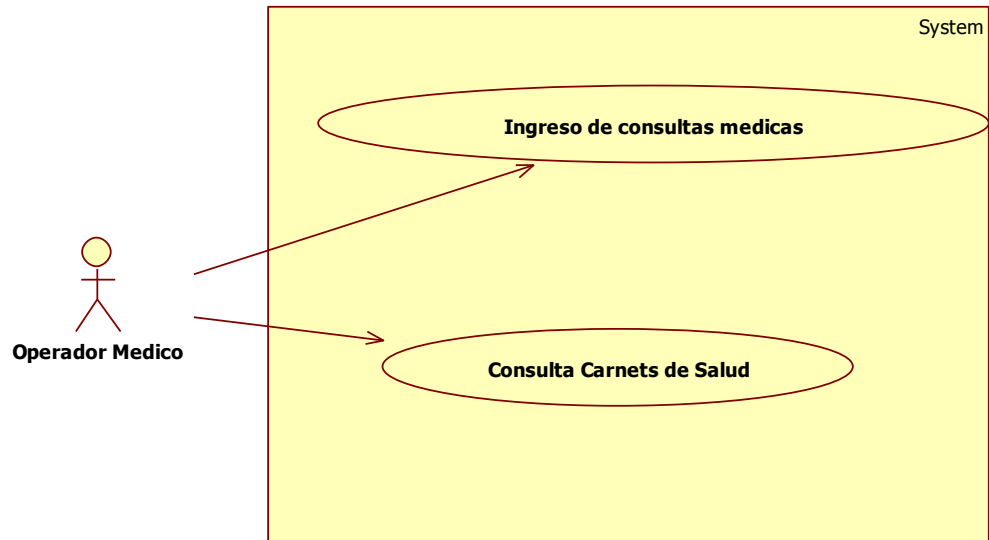 System
Ingreso de consultas medicas
Operador Medico
Consulta Carnets de Salud